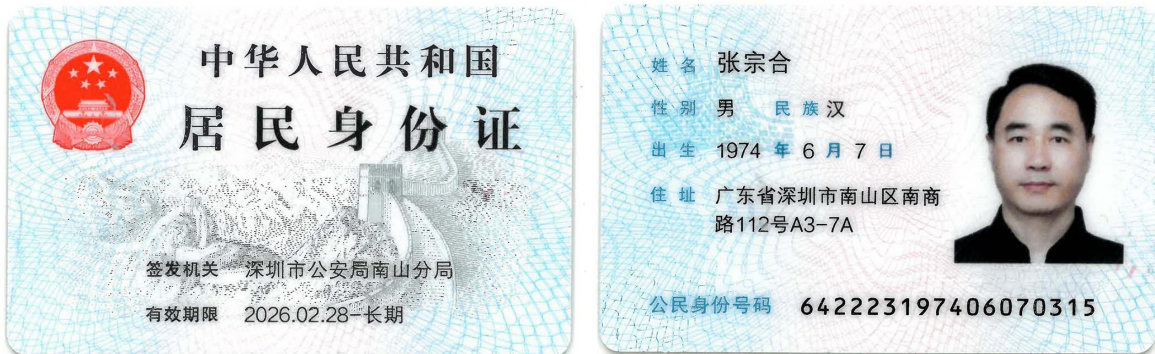 中华人民共和国
居民身份证
签发机关 深圳市公安局南山分局
有效期限 2026.02.28-长期
姓名 张宗合
性别 男 民族 汉
出生 1974 年 6 月 7 日
住址 广东省深圳市南山区南商
路112号A3-7A
公民身份号码 642223197406070315